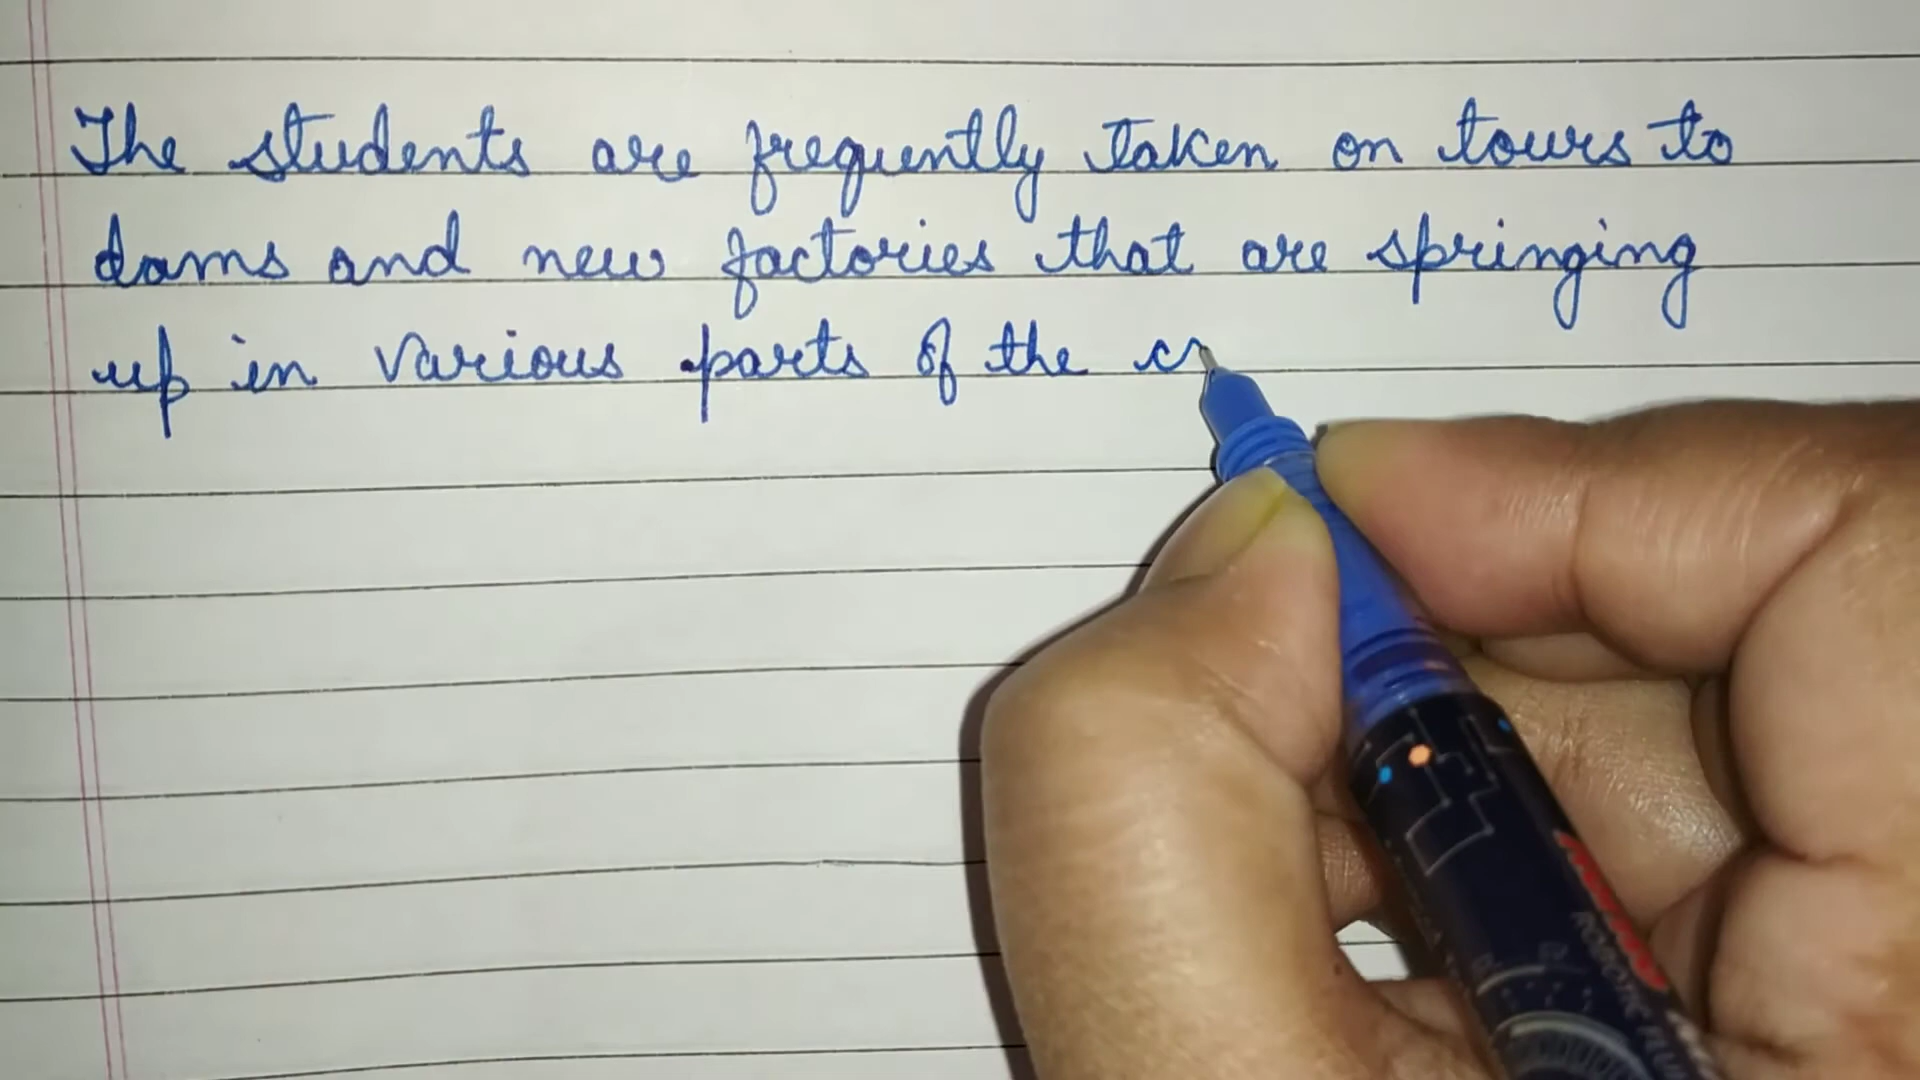 The students are frequently taken on tours to
dams and new factories that are springing
up in various parts of the c
ROBOTIC